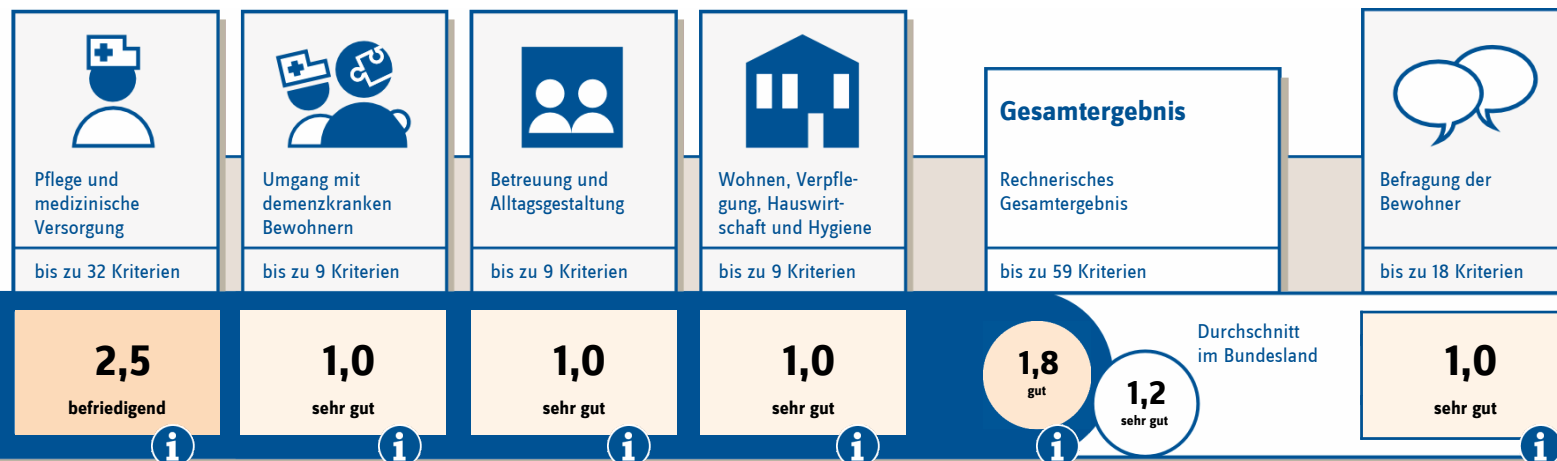 Pflege und
medizinische
Versorgung
bis zu 32 Kriterien
2,5
befriedigend
i
Umgang mit
demenzkranken
Bewohnern
bis zu 9 Kriterien
1,0
sehr gut
i
Betreuung und
Alltagsgestaltung
bis zu 9 Kriterien
1,0
sehr gut
i
Wohnen, Verpfle-
gung, Hauswirt-
schaft und Hygiene
bis zu 9 Kriterien
1,0
sehr gut
i
Gesamtergebnis
Rechnerisches
Gesamtergebnis
bis zu 59 Kriterien
1,8
gut
i
Durchschnitt
im Bundesland
1,2
sehr gut
Befragung der
Bewohner
bis zu 18 Kriterien
1,0
sehr gut
i